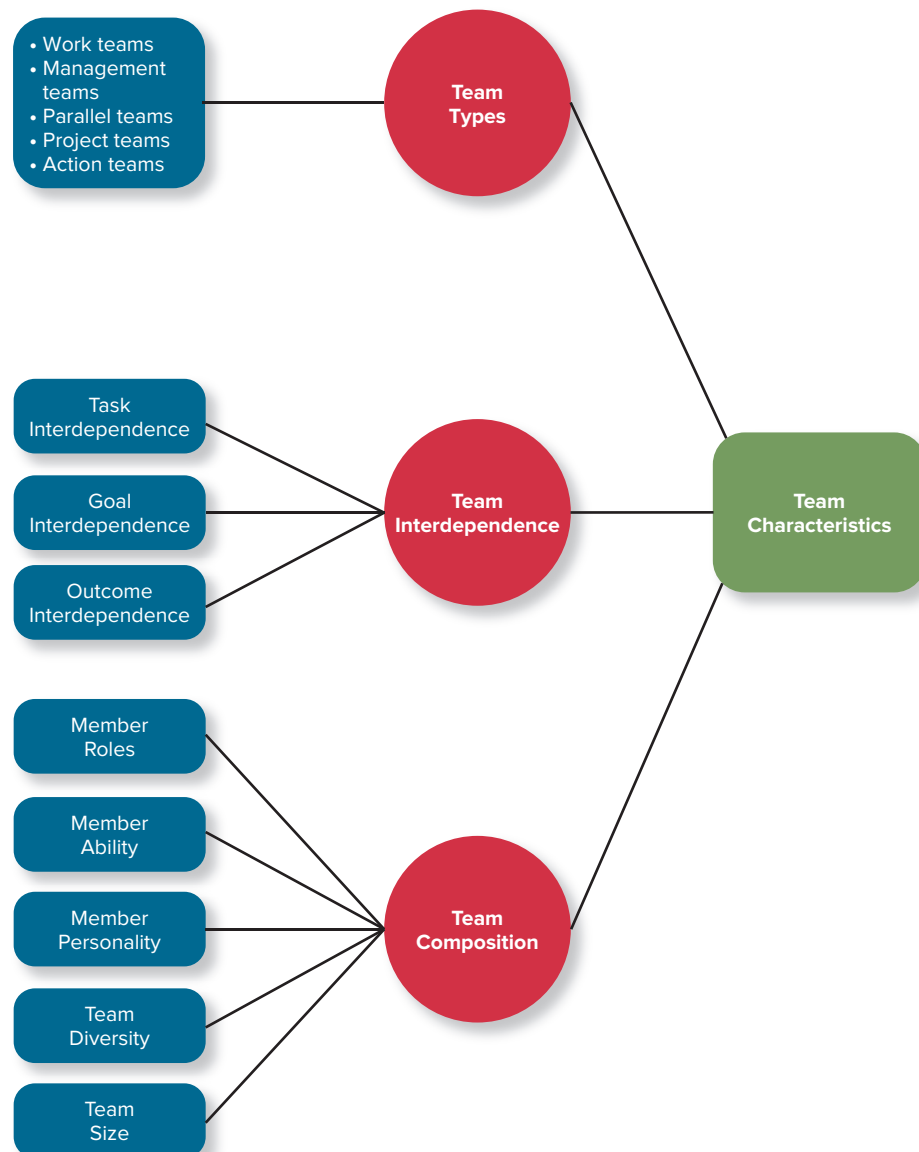 • Work teams
• Management
teams
• Parallel teams
• Project teams
• Action teams
Team
Types
Task
Interdependence
Goal
Interdependence
Outcome
Interdependence
Team
Interdependence
Team
Characteristics
Member
Roles
Member
Ability
Member
Personality
Team
Diversity
Team
Size
Team
Composition